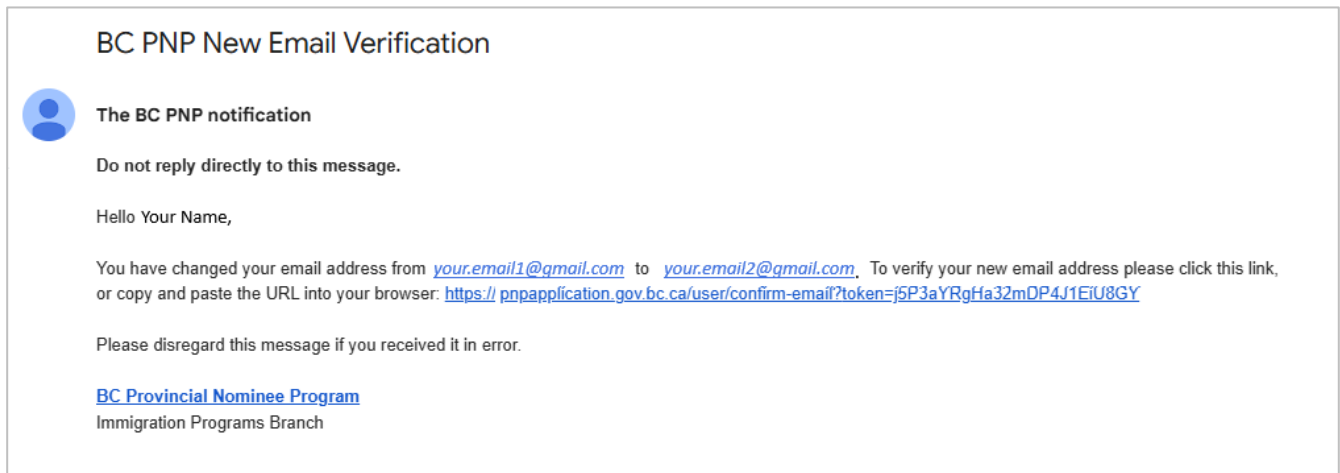 BC PNP New Email Verification
The BC PNP notification
Do not reply directly to this message.
Hello Your Name,
You have changed your email address from your.email1@gmail.com to your.email2@gmail.com. To verify your new email address please click this link,
or copy and paste the URL into your browser: https:// pnpapplication.gov.bc.ca/user/confirm-email?token=j5P3aYRgHa32mDP4J1EiU8GY
Please disregard this message if you received it in error.
BC Provincial Nominee Program
Immigration Programs Branch